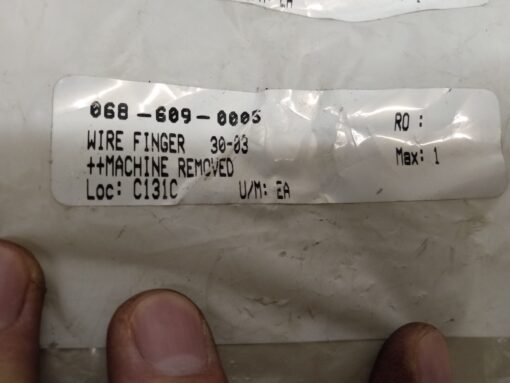 068-609-0005
RO :
WIRE FINGER 30-03
Max: 1
++MACHINE REMOVED
Loc: C131C U/M: EA